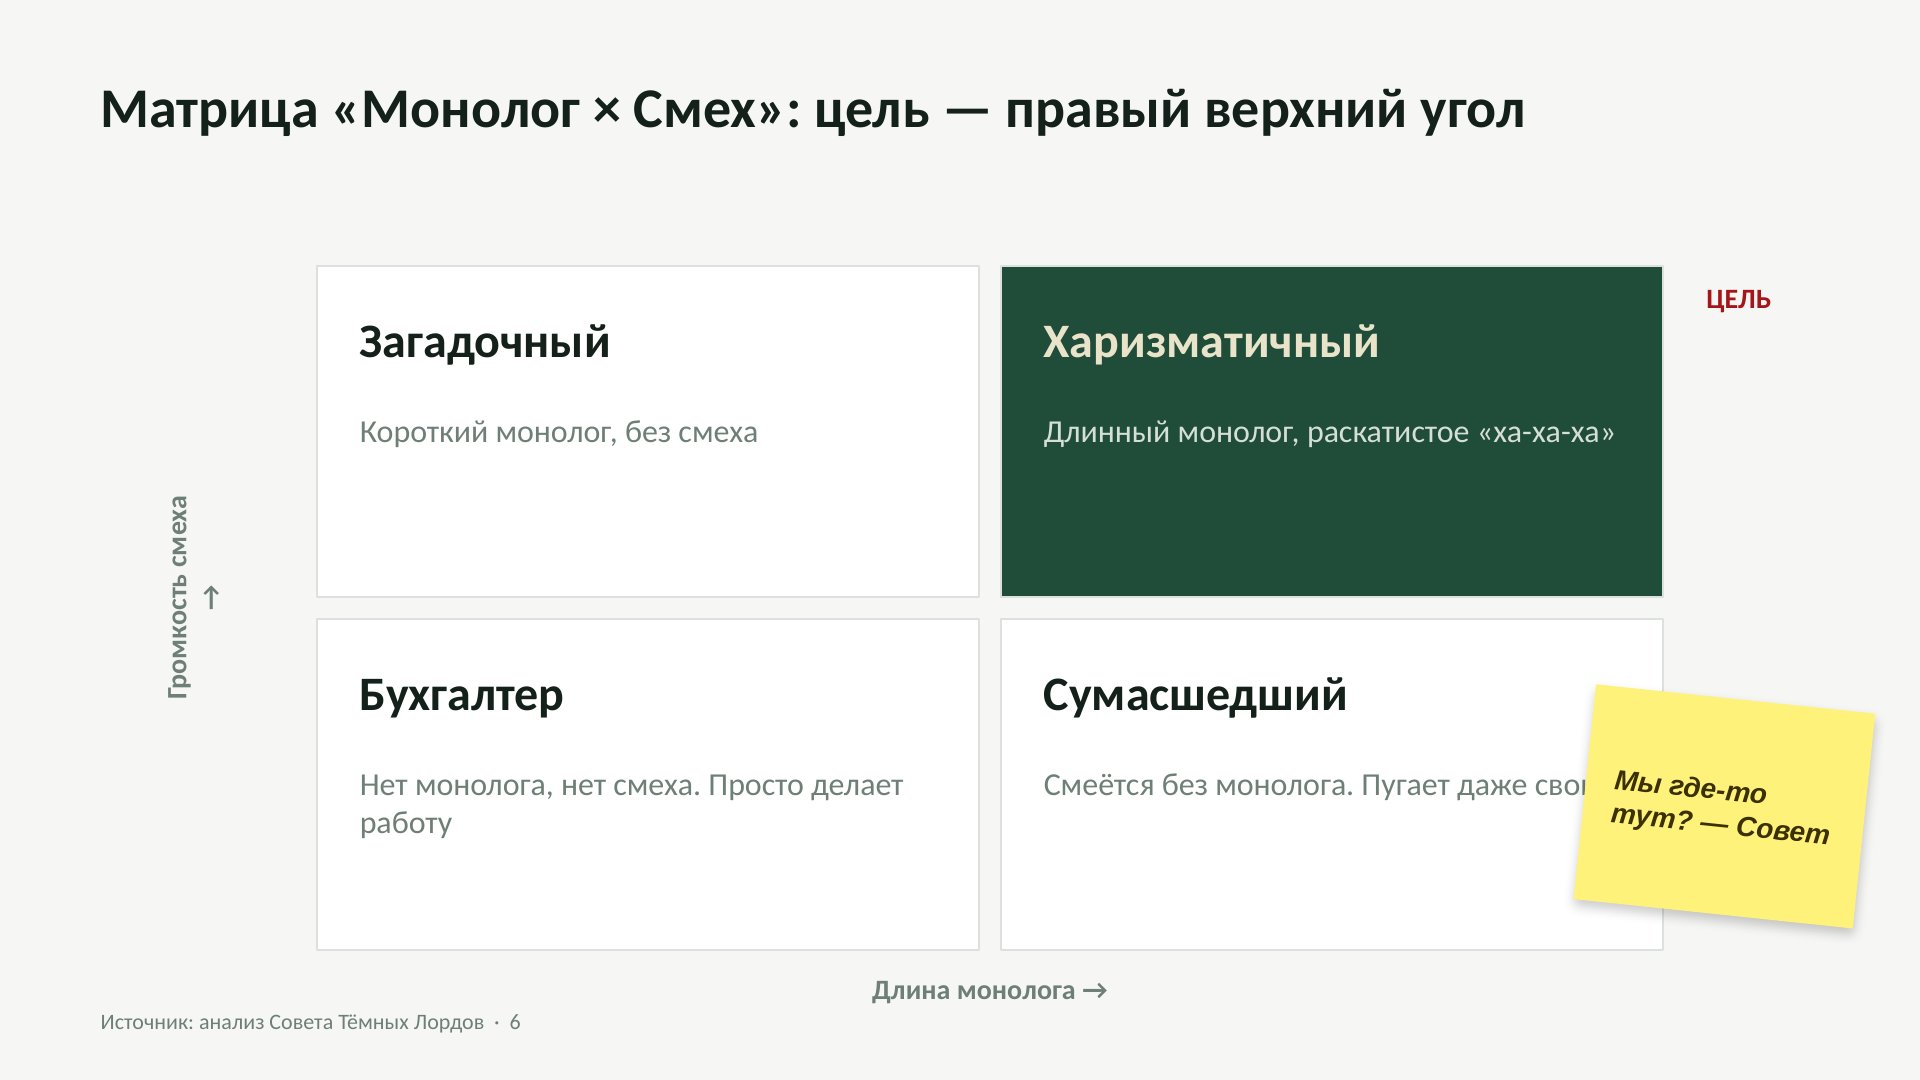 Матрица «Монолог × Смех»: цель — правый верхний угол
Загадочный
Короткий монолог, без смеха
Харизматичный
Длинный монолог, раскатистое «ха-ха-ха»
ЦЕЛЬ
Громкость смеха
→
Бухгалтер
Нет монолога, нет смеха. Просто делает
работу
Сумасшедший
Смеётся без монолога. Пугает даже
Мы где-то
тут? — Совет
Длина монолога →
Источник: анализ Совета Тёмных Лордов · 6